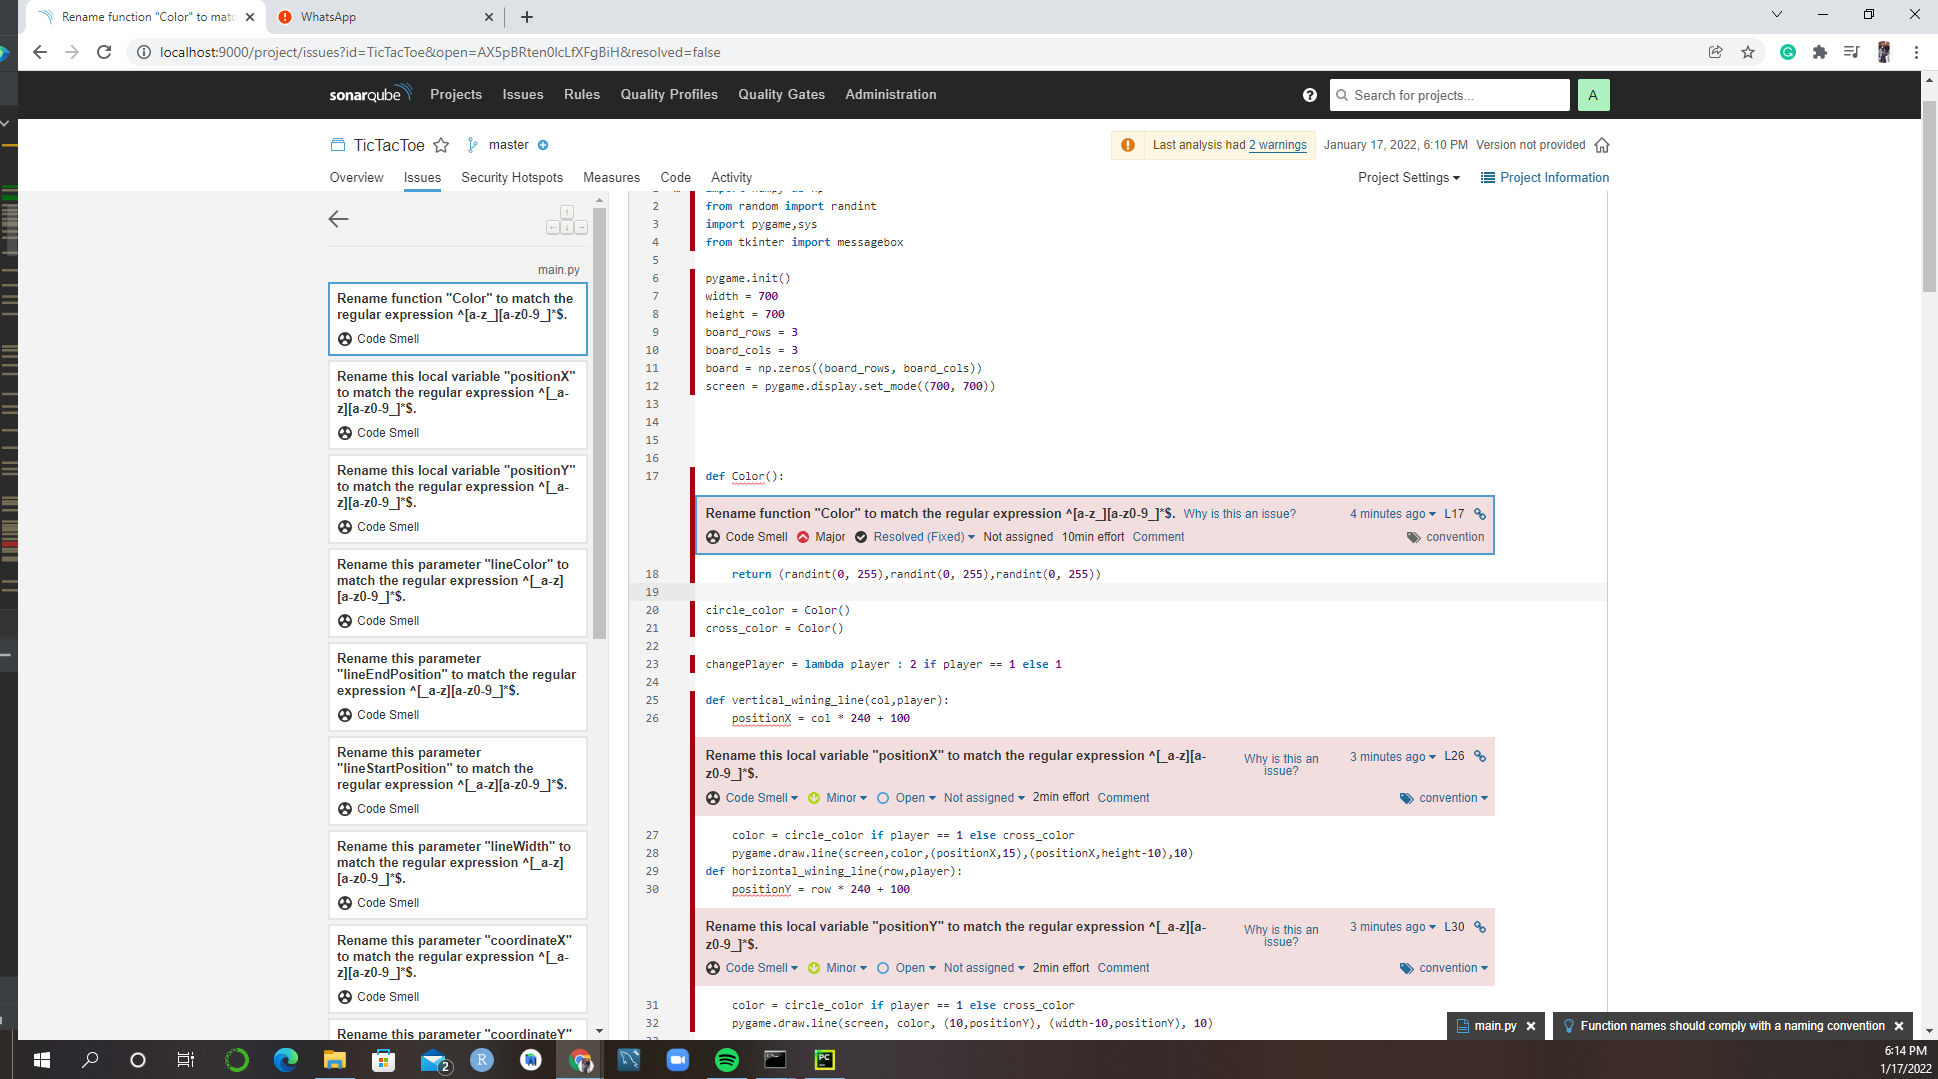 Rename function "Color" to matc
WhatsApp
localhost:9000/project/issues?id=TicTacToe&open=AX5pBRten0lcLfXFgBiH&resolved=false
sonarqube Projects Issues Rules Quality Profiles Quality Gates Administration
Search for projects...
A
TicTacToe master
Last analysis had 2 warnings January 17, 2022, 6:10 PM Version not provided
Overview Issues Security Hotspots Measures Code Activity
Project Settings Project Information
main.py
Rename function "Color" to match the
regular expression ^[a-z_][a-z0-9_]*$.
Code Smell
Rename this local variable "positionX"
to match the regular expression ^[_a-
z][a-z0-9_]*$.
Code Smell
Rename this local variable "positionY"
to match the regular expression ^[_a-
z][a-z0-9_]*$.
Code Smell
Rename this parameter "lineColor" to
match the regular expression ^[_a-z]
[a-z0-9_]*$.
Code Smell
Rename this parameter
"lineEndPosition" to match the regular
expression ^[_a-z][a-z0-9_]*$.
Code Smell
Rename this parameter
"lineStartPosition" to match the
regular expression ^[_a-z][a-z0-9_]*$.
Code Smell
Rename this parameter "lineWidth" to
match the regular expression ^[_a-z]
[a-z0-9_]*$.
Code Smell
Rename this parameter "coordinateX"
to match the regular expression ^[_a-
z][a-z0-9_]*$.
Code Smell
Rename this parameter "coordinateY"
2 from random import randint
3 import pygame,sys
4 from tkinter import messagebox
5
6 pygame.init()
7 width = 700
8 height = 700
9 board_rows = 3
10 board_cols = 3
11 board = np.zeros((board_rows, board_cols))
12 screen = pygame.display.set_mode((700, 700))
13
14
15
16
17 def Color():
Rename function "Color" to match the regular expression ^[a-z_][a-z0-9_]*$. Why is this an issue? 4 minutes ago L17
Code Smell Major Resolved (Fixed) Not assigned 10min effort Comment convention
18 return (randint(0, 255),randint(0, 255),randint(0, 255))
19
20 circle_color = Color()
21 cross_color = Color()
22
23 changePlayer = lambda player : 2 if player == 1 else 1
24
25 def vertical_wining_line(col,player):
26 positionX = col * 240 + 100
Rename this local variable "positionX" to match the regular expression ^[_a-z][a-
z0-9_]*$.
Why is this an
issue?
3 minutes ago L26
Code Smell Minor Open Not assigned 2min effort Comment convention
27 color = circle_color if player == 1 else cross_color
28 pygame.draw.line(screen,color,(positionX,15),(positionX,height-10),10)
29 def horizontal_wining_line(row,player):
30 positionY = row * 240 + 100
Rename this local variable "positionY" to match the regular expression ^[_a-z][a-
z0-9_]*$.
Why is this an
issue?
3 minutes ago L30
Code Smell Minor Open Not assigned 2min effort Comment convention
31 color = circle_color if player == 1 else cross_color
32 pygame.draw.line(screen, color, (10,positionY), (width-10,positionY), 10)
main.py
Function names should comply with a naming convention
2
R
PC
6:14 PM
1/17/2022